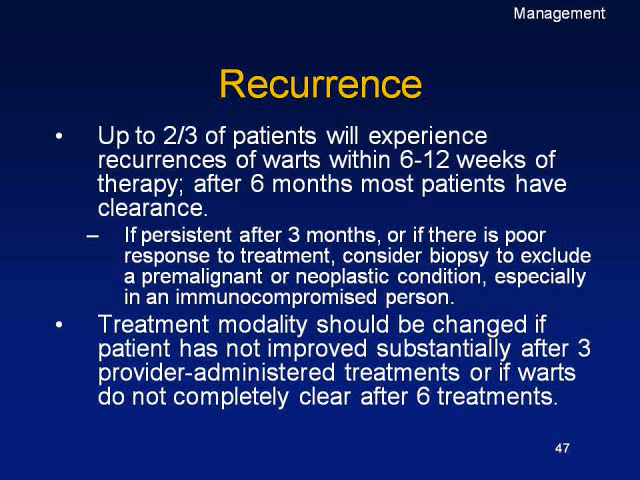 Management
Recurrence
• Up to 2/3 of patients will experience
recurrences of warts within 6-12 weeks of
therapy; after 6 months most patients have
clearance.
– If persistent after 3 months, or if there is poor
response to treatment, consider biopsy to exclude
a premalignant or neoplastic condition, especially
in an immunocompromised person.
• Treatment modality should be changed if
patient has not improved substantially after 3
provider-administered treatments or if warts
do not completely clear after 6 treatments.
47